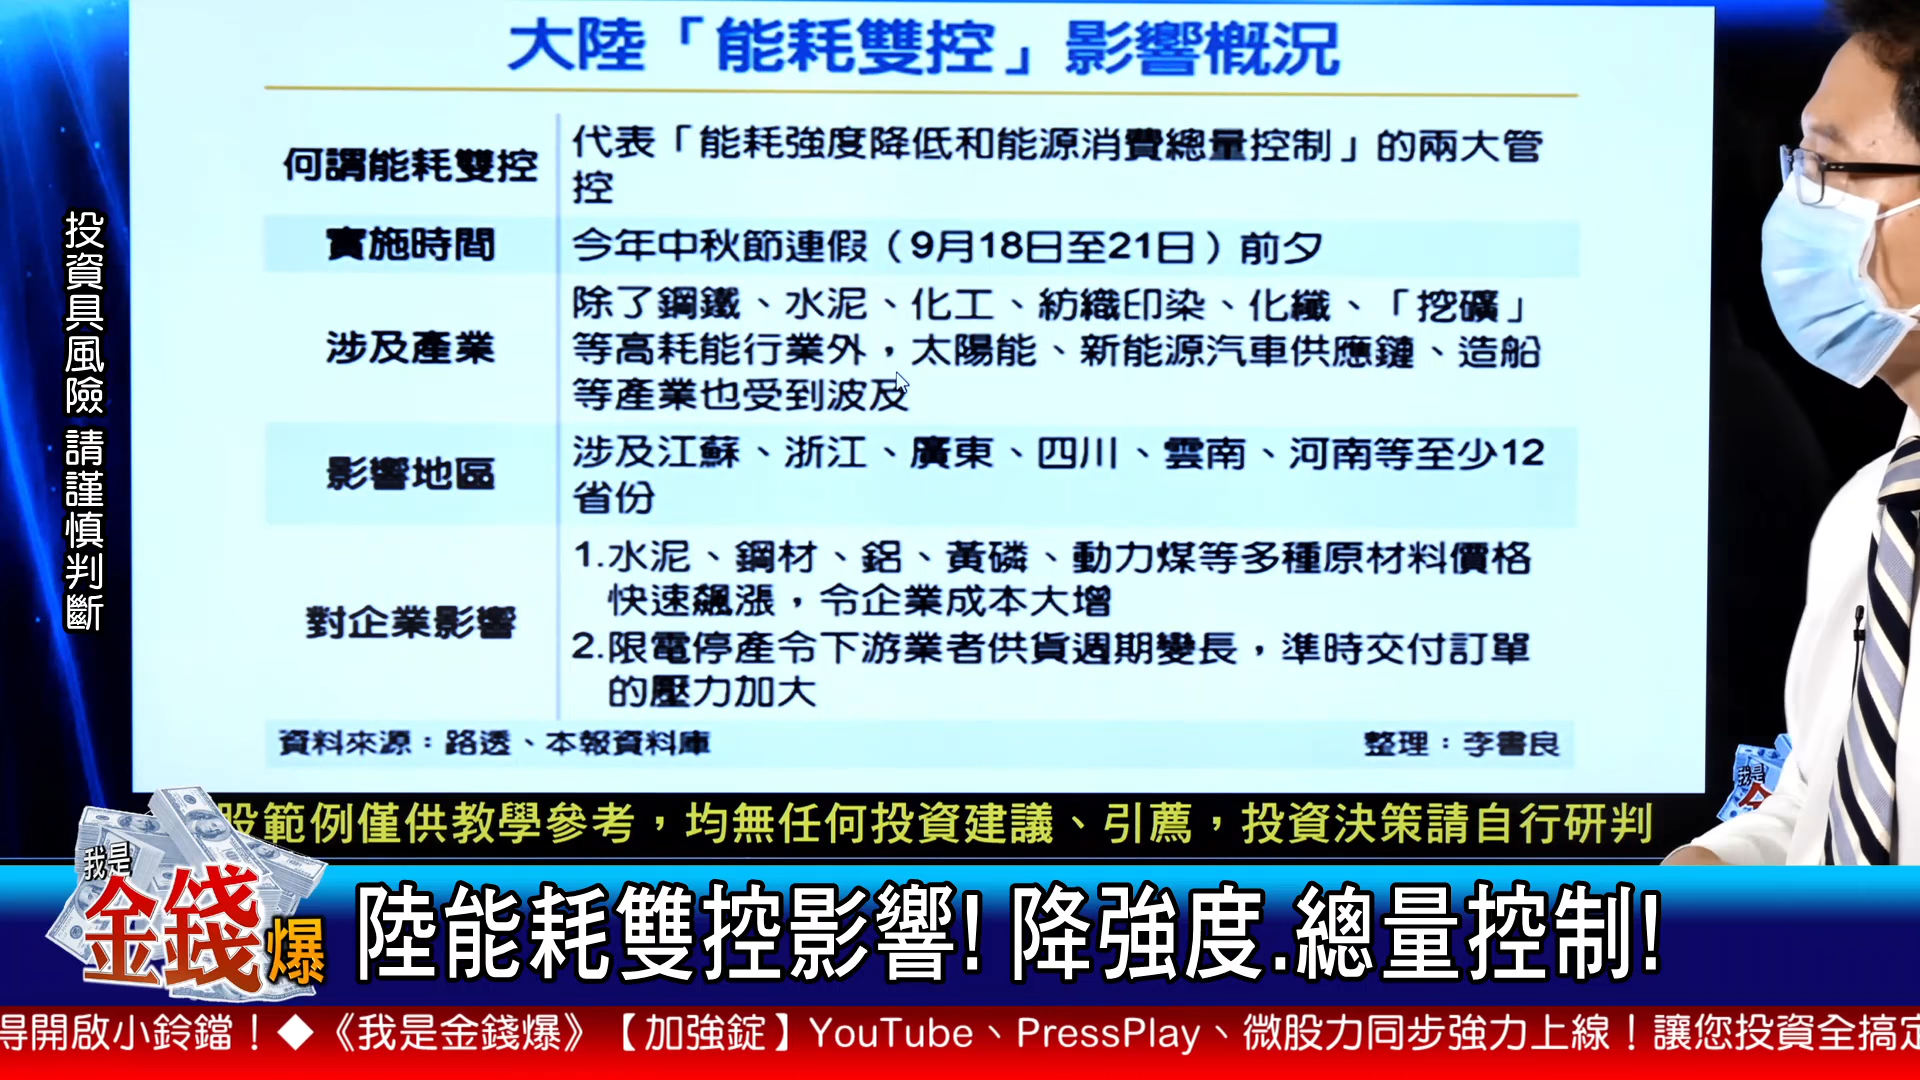 大陸「能耗雙控」影響概況
何謂能耗雙控
代表「能耗強度降低和能源消費總量控制」的兩大管
控
實施時間
今年中秋節連假（9月18日至21日）前夕
涉及產業
除了鋼鐵、水泥、化工、紡織印染、化纖、「挖礦」
等高耗能行業外，太陽能、新能源汽車供應鏈、造船
等產業也受到波及
影響地區
涉及江蘇、浙江、廣東、四川、雲南、河南等至少12
省份
對企業影響
1.水泥、鋼材、鋁、黃磷、動力煤等多種原材料價格
快速飆漲，令企業成本大增
2.限電停產令下游業者供貨週期變長，準時交付訂單
的壓力加大
資料來源：路透、本報資料庫
整理：李書良
投資具風險 請謹慎判斷
股範例僅供教學參考，均無任何投資建議、引薦，投資決策請自行研判
我是
金錢爆
我是
陸能耗雙控影響! 降強度.總量控制!
得開啟小鈴鐺！◆《我是金錢爆》【加強錠】YouTube、PressPlay、微股力同步強力上線！讓您投資全搞定